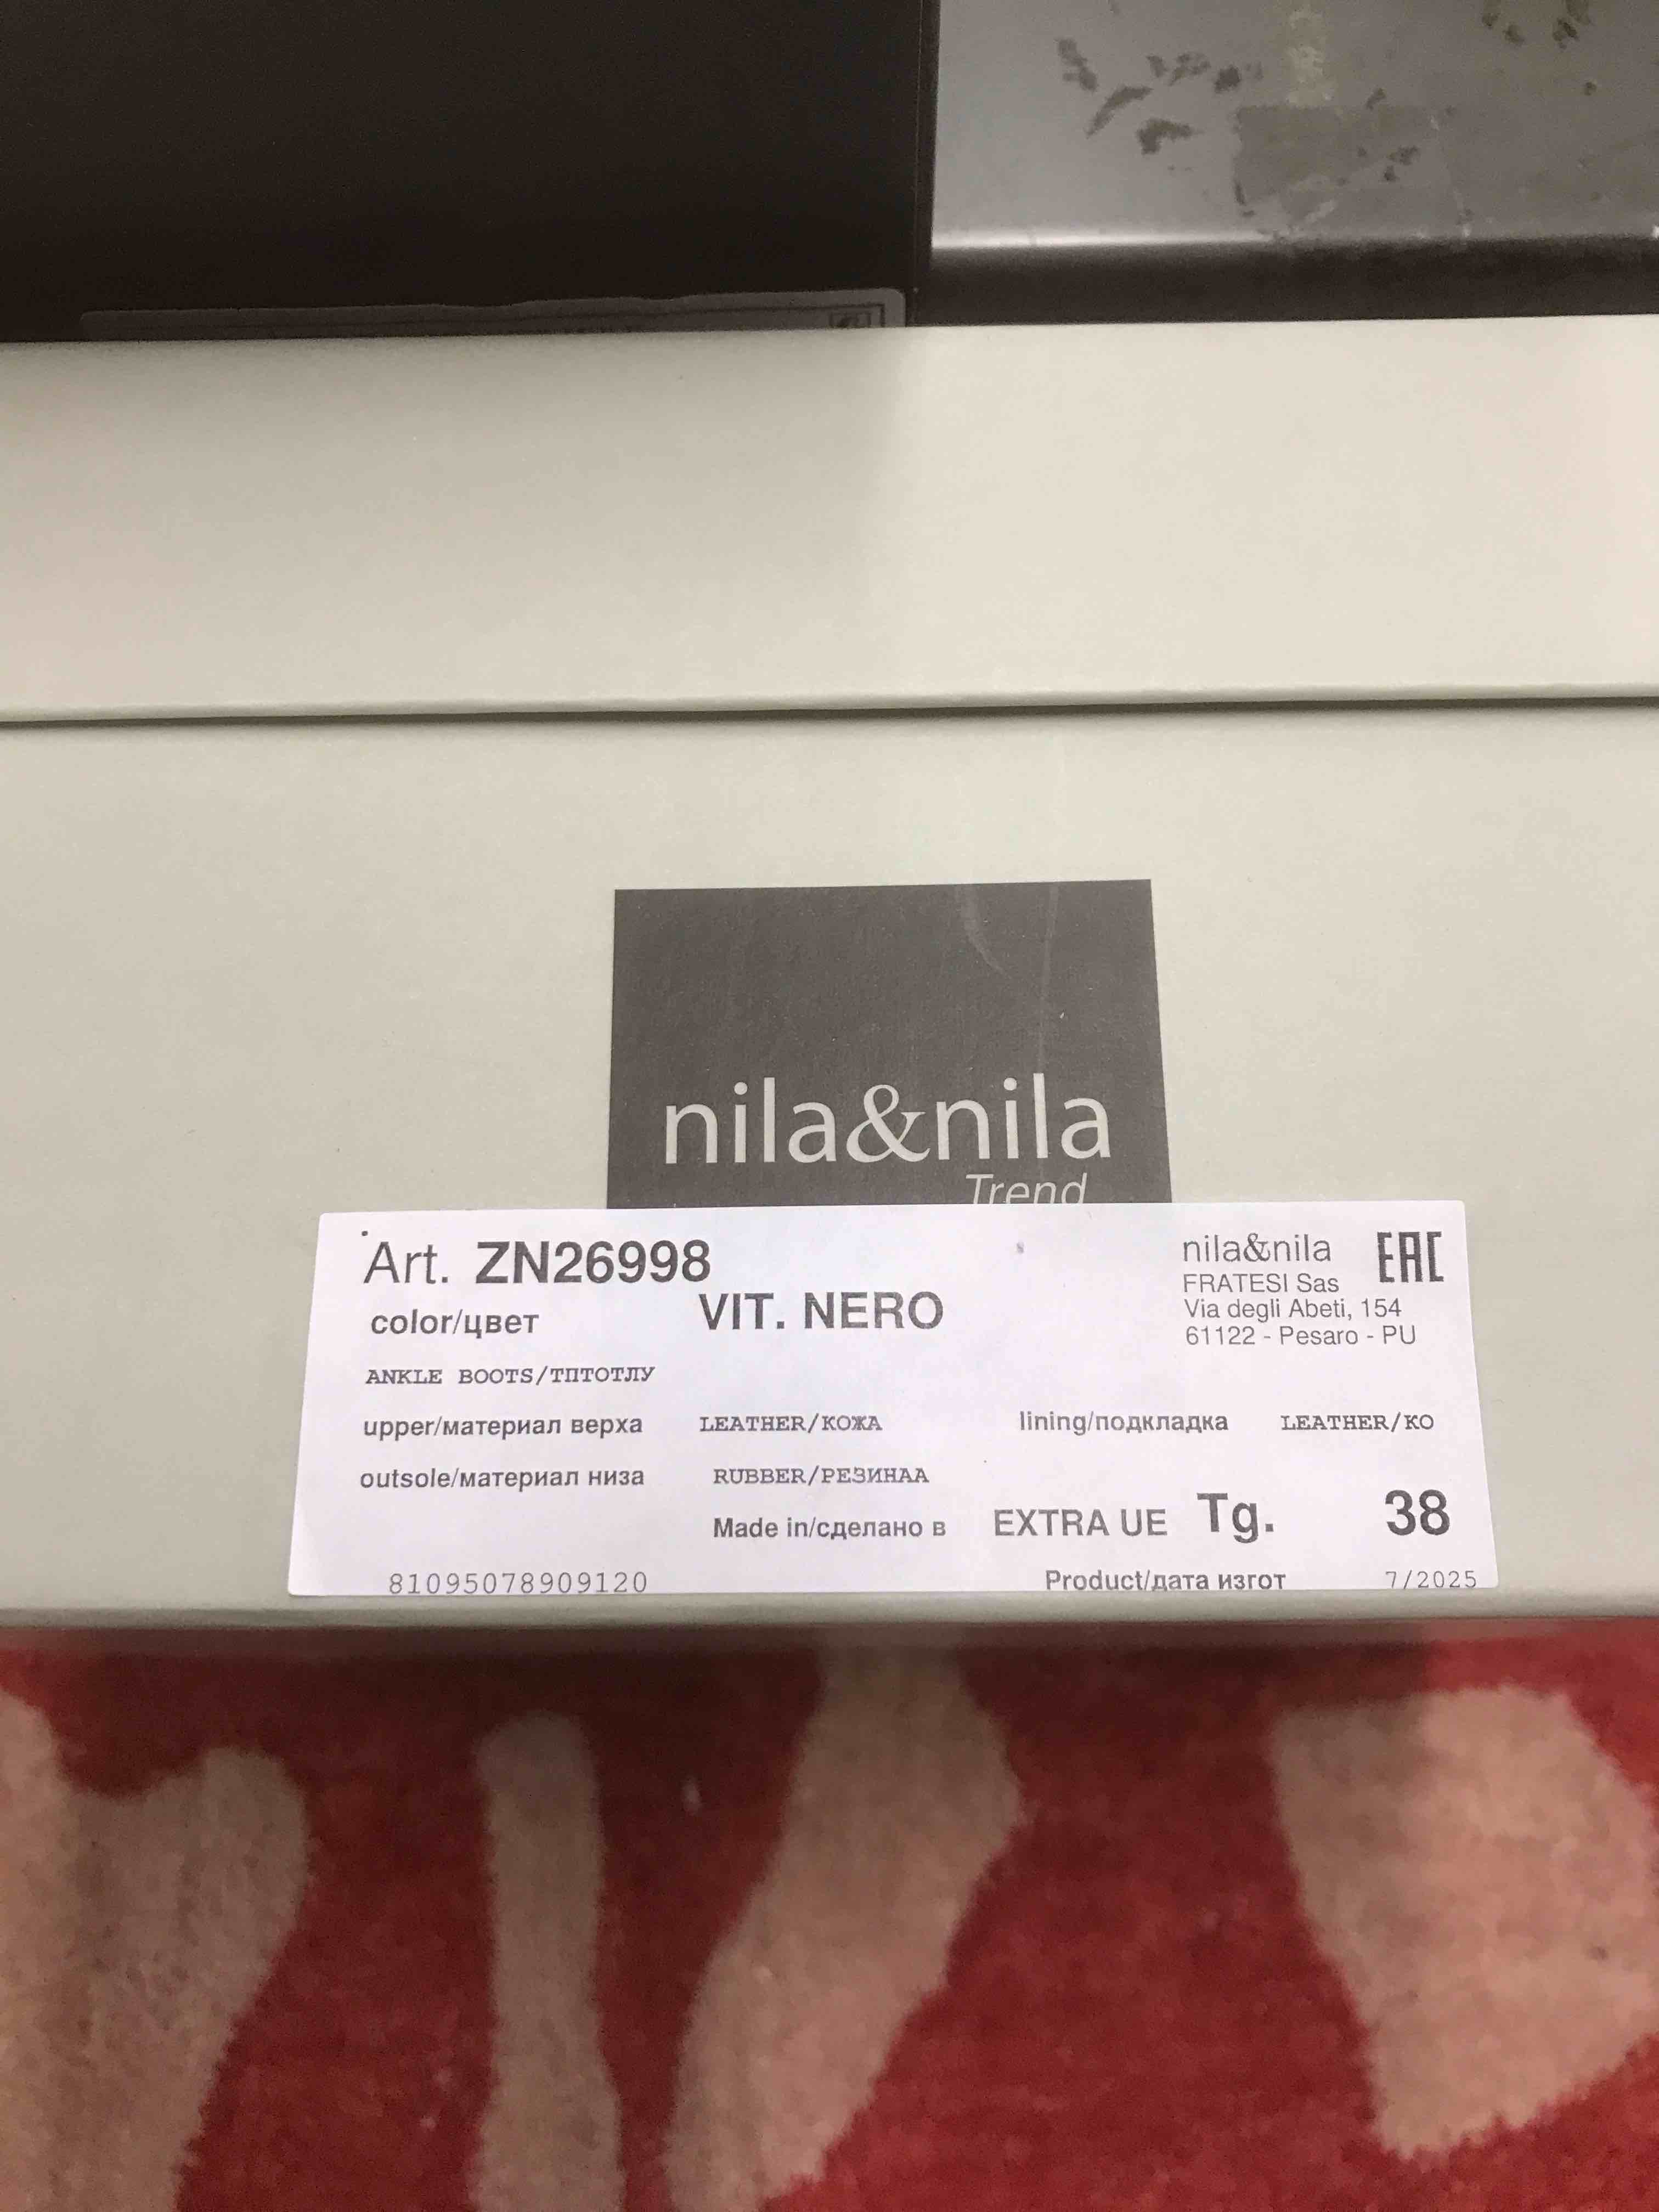 nila&nila
Trend
Art. ZN26998
color/цвет VIT. NERO
nila&nila EAC
FRATESI Sas
Via degli Abeti, 154
61122 - Pesaro - PU
ANKLE BOOTS/ТПТОТЛУ
upper/материал верха LEATHER/КОЖА lining/подкладка LEATHER/КО
outsole/материал низа RUBBER/РЕЗИНАА
Made in/сделано в EXTRA UE Tg. 38
81095078909120 Product/дата изгот 7/2025